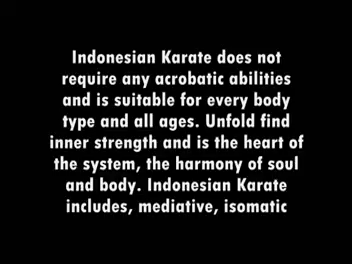 Indonesian Karate does not
require any acrobatic abilities
and is suitable for every body
type and all ages. Unfold find
inner strength and is the heart of
the system, the harmony of soul
and body. Indonesian Karate
includes, mediative, isomatic